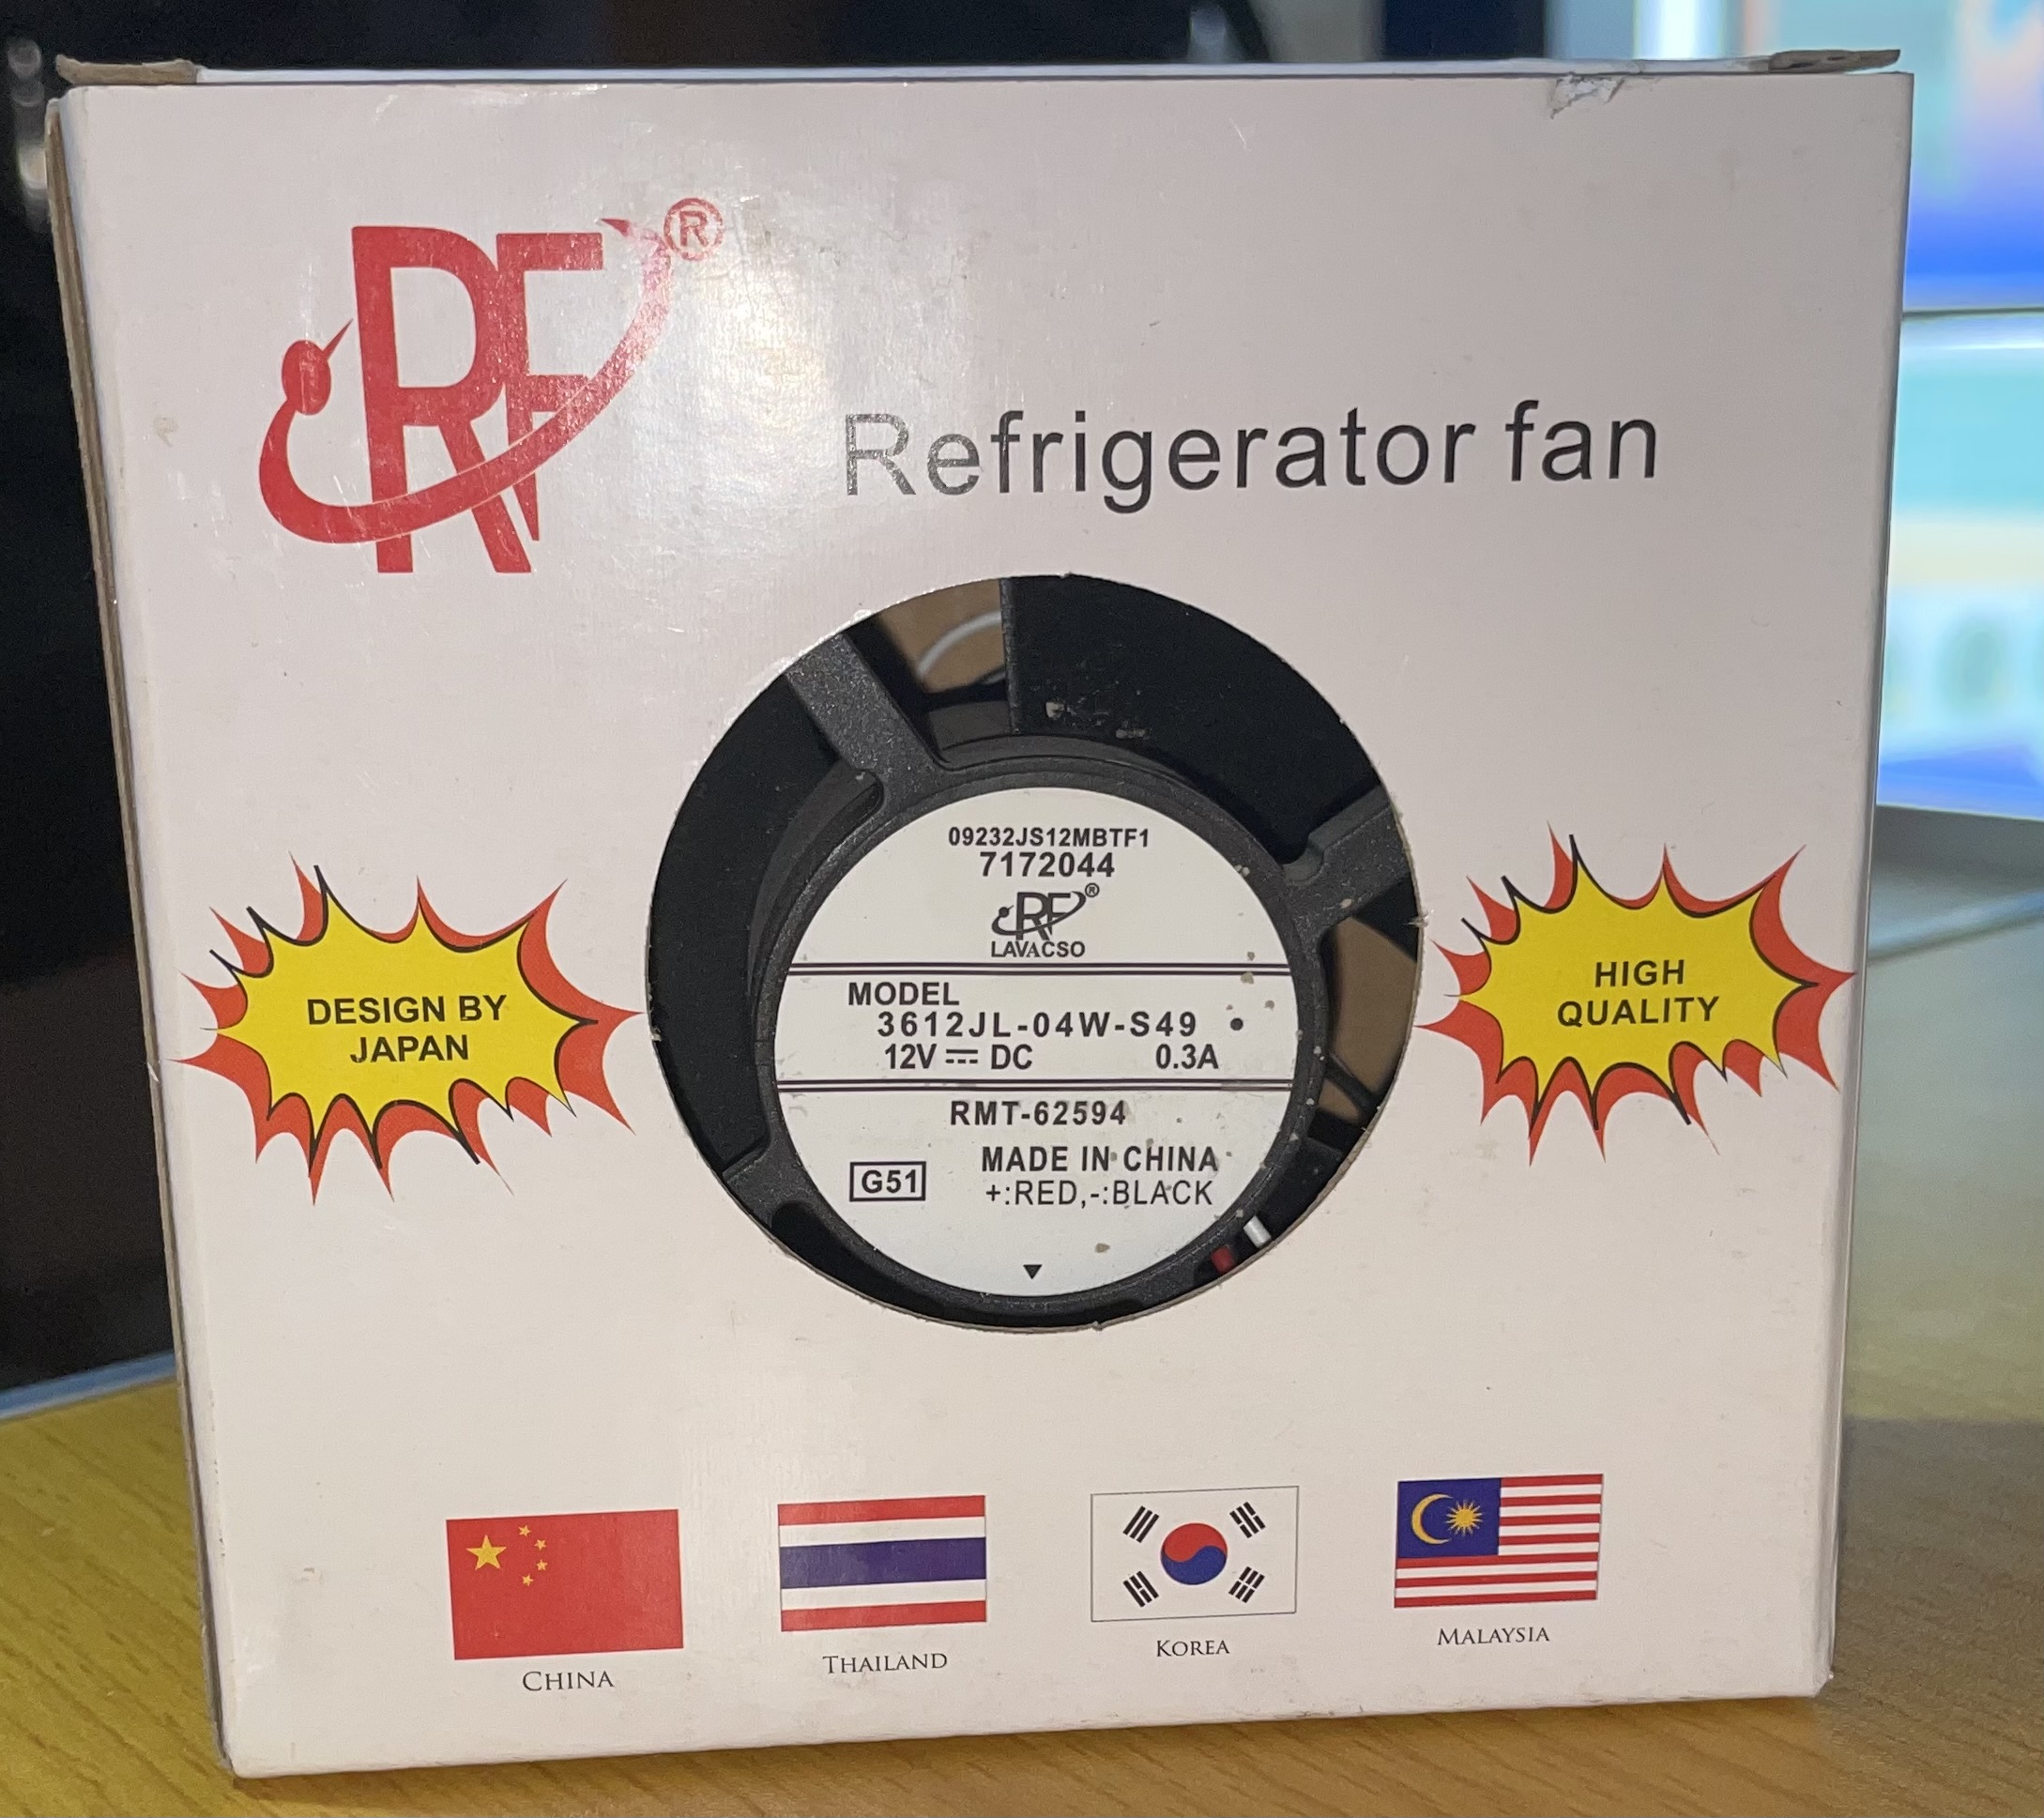 RF®
Refrigerator fan
09232JS12MBTF1
7172044
RF®
LAVACSO
MODEL
3612JL-04W-S49
12V ⎓ DC 0.3A
RMT-62594
MADE IN CHINA
G51 +:RED,-:BLACK
DESIGN BY
JAPAN
HIGH
QUALITY
CHINA
THAILAND
KOREA
MALAYSIA